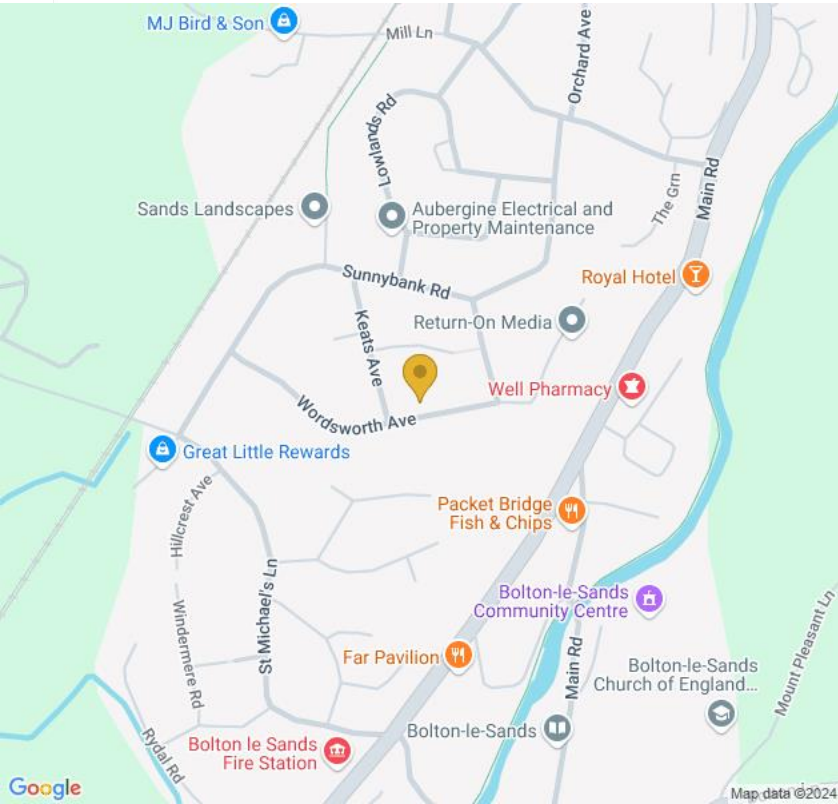 MJ Bird & Son
Mill Ln
Orchard Ave
Lowlands Rd
Sands Landscapes
Aubergine Electrical and
Property Maintenance
The Grn
Main Rd
Sunnybank Rd
Royal Hotel
Keats Ave
Return-On Media
Well Pharmacy
Wordsworth Ave
Great Little Rewards
Hillcrest Ave
Packet Bridge
Fish & Chips
St Michael's Ln
Windermere Rd
Bolton-le-Sands
Community Centre
Far Pavilion
Main Rd
Mount Pleasant Ln
Bolton-le-Sands
Church of England...
Rydal Rd
Bolton-le-Sands
Bolton le Sands
Fire Station
Google
Map data ©2024